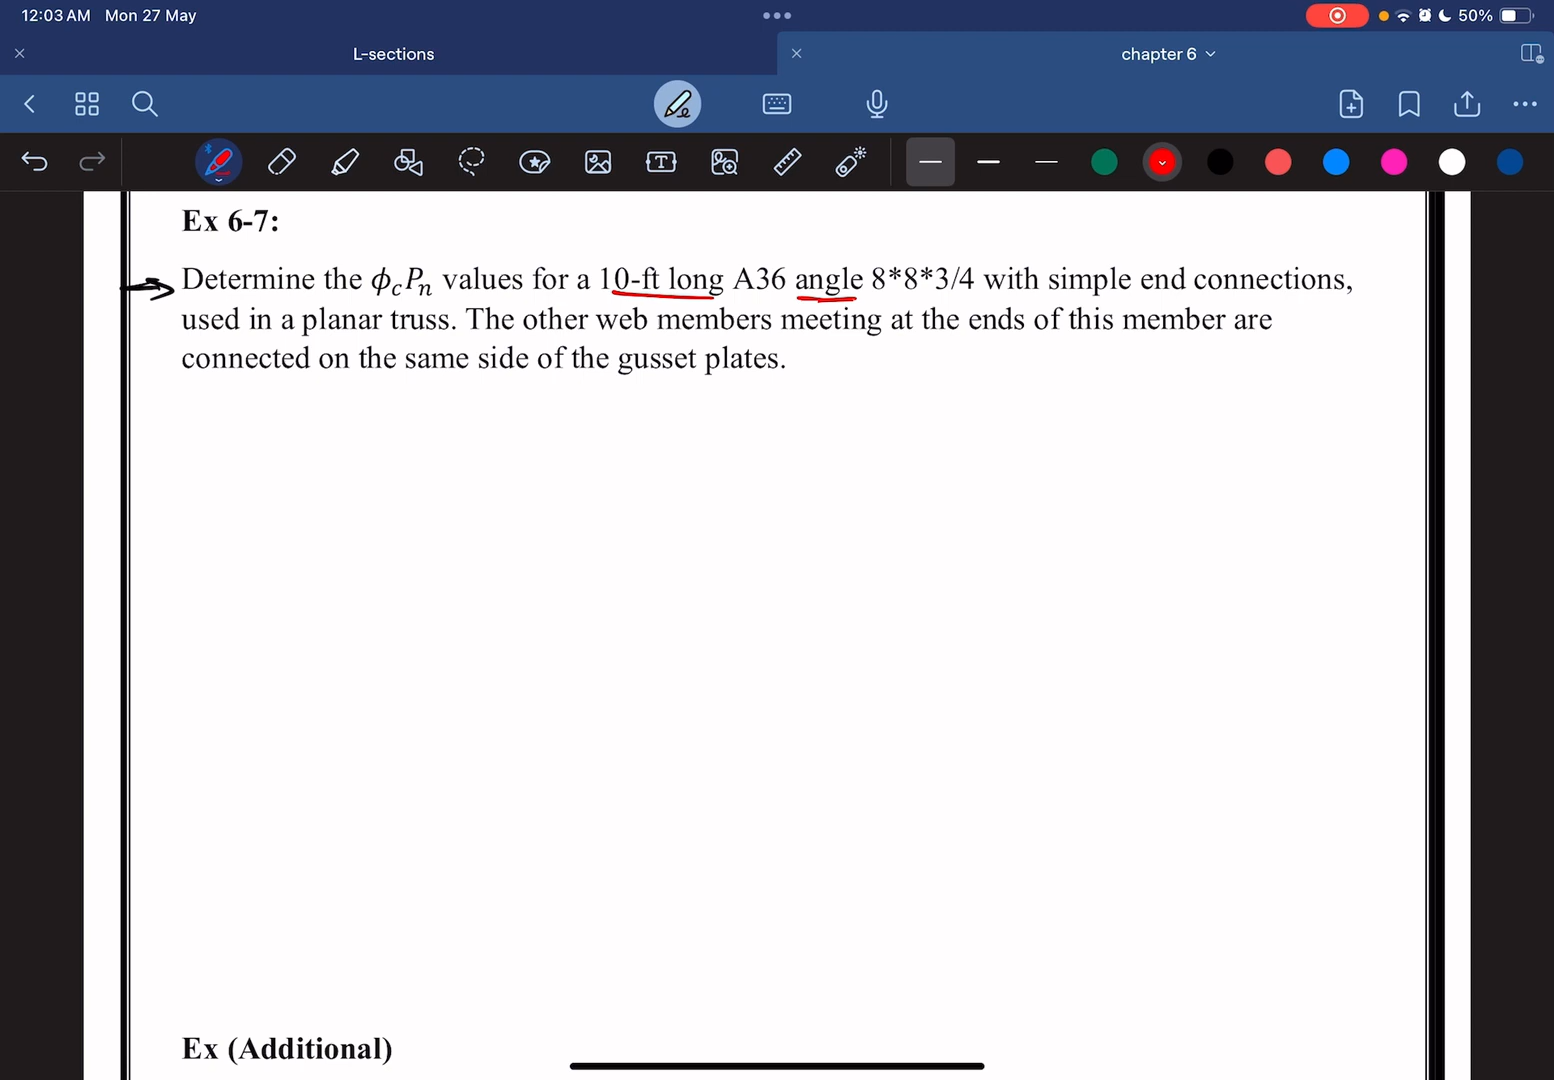 12:03 AM Mon 27 May
50%
L-sections
chapter 6
Ex 6-7:
Determine the ϕcPn values for a 10-ft long A36 angle 8*8*3/4 with simple end connections,
used in a planar truss. The other web members meeting at the ends of this member are
connected on the same side of the gusset plates.
Ex (Additional)